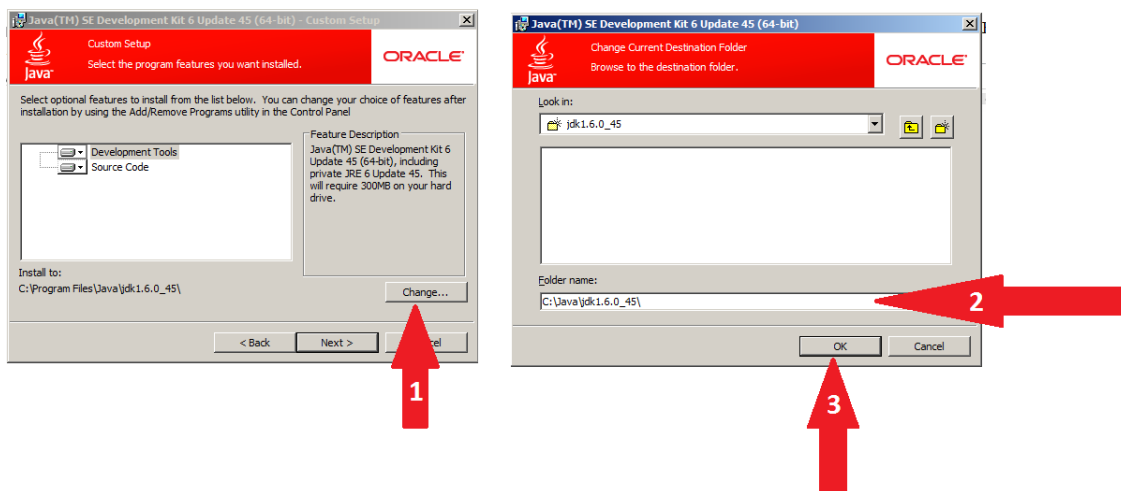 Java(TM) SE Development Kit 6 Update 45 (64-bit) - Custom Setup
Custom Setup
Select the program features you want installed.
Java
ORACLE
Select optional features to install from the list below. You can change your choice of features after
installation by using the Add/Remove Programs utility in the Control Panel
Development Tools
Source Code
Feature Description
Java(TM) SE Development Kit 6
Update 45 (64-bit), including
private JRE 6 Update 45. This
will require 300MB on your hard
drive.
Install to:
C:\Program Files\Java\jdk1.6.0_45\
Change...
< Back
Next >
1
Java(TM) SE Development Kit 6 Update 45 (64-bit)
Change Current Destination Folder
Browse to the destination folder.
Java
ORACLE
Look in:
jdk1.6.0_45
Folder name:
C:\Java\jdk1.6.0_45\
2
OK
Cancel
3